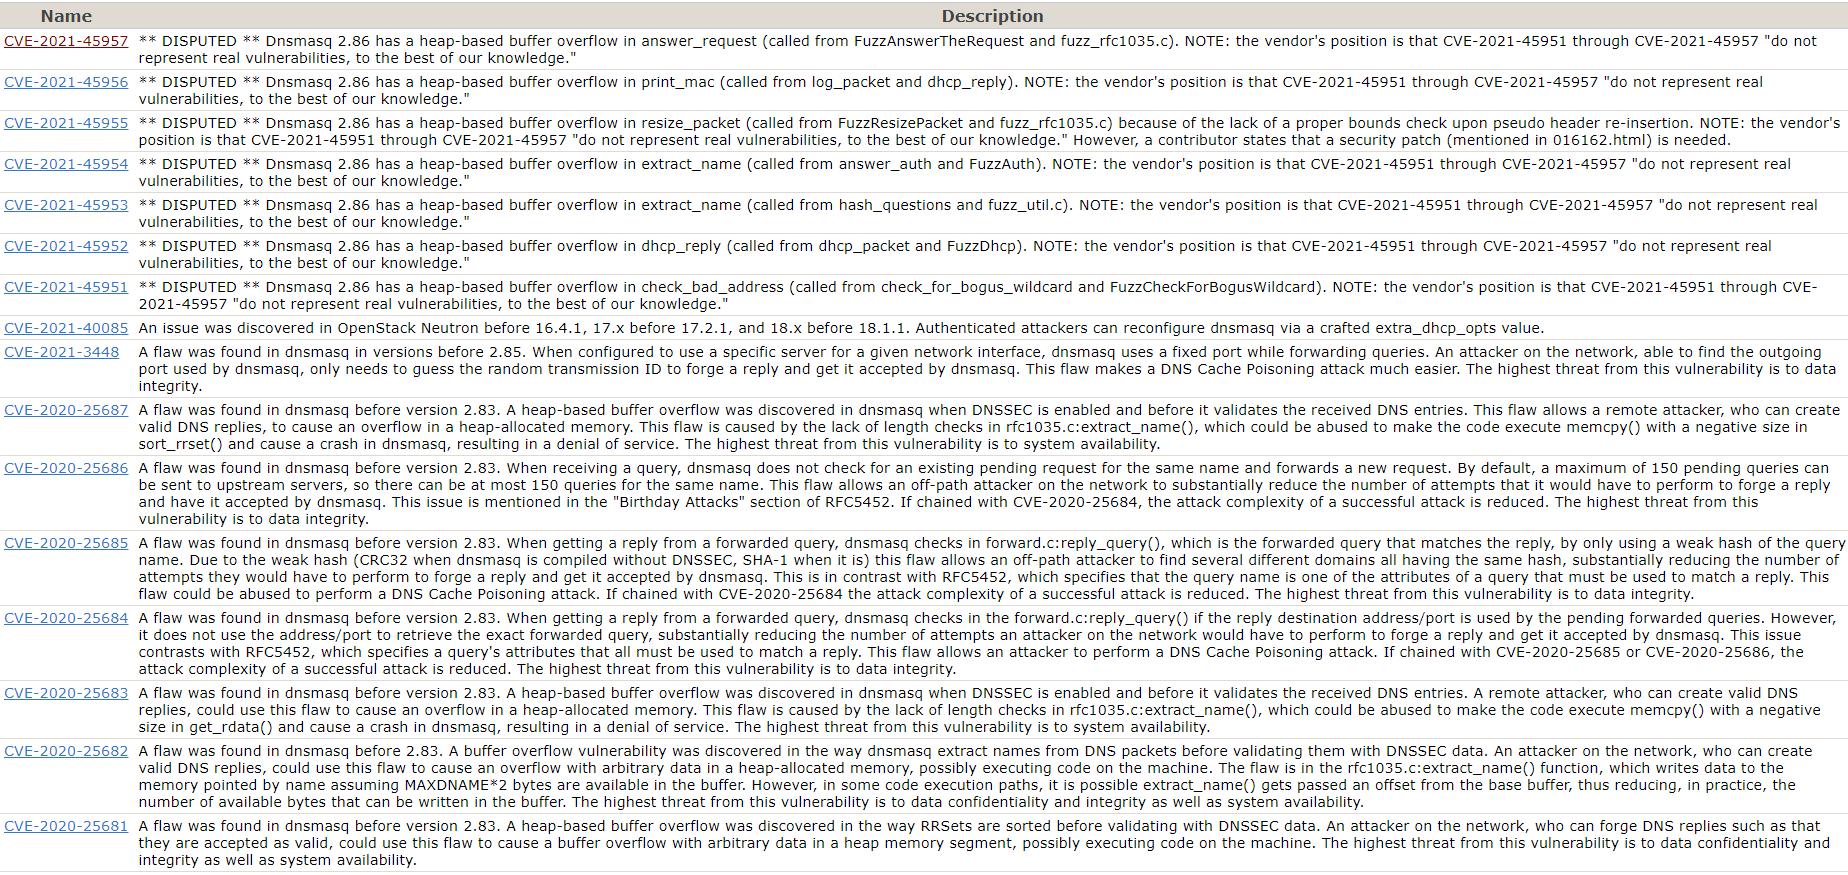 Name Description
CVE-2021-45957 ** DISPUTED ** Dnsmasq 2.86 has a heap-based buffer overflow in answer_request (called from FuzzAnswerTheRequest and fuzz_rfc1035.c). NOTE: the vendor's position is that CVE-2021-45951 through CVE-2021-45957 "do not
represent real vulnerabilities, to the best of our knowledge."
CVE-2021-45956 ** DISPUTED ** Dnsmasq 2.86 has a heap-based buffer overflow in print_mac (called from log_packet and dhcp_reply). NOTE: the vendor's position is that CVE-2021-45951 through CVE-2021-45957 "do not represent real
vulnerabilities, to the best of our knowledge."
CVE-2021-45955 ** DISPUTED ** Dnsmasq 2.86 has a heap-based buffer overflow in resize_packet (called from FuzzResizePacket and fuzz_rfc1035.c) because of the lack of a proper bounds check upon pseudo header re-insertion. NOTE: the vendor's
position is that CVE-2021-45951 through CVE-2021-45957 "do not represent real vulnerabilities, to the best of our knowledge." However, a contributor states that a security patch (mentioned in 016162.html) is needed.
CVE-2021-45954 ** DISPUTED ** Dnsmasq 2.86 has a heap-based buffer overflow in extract_name (called from answer_auth and FuzzAuth). NOTE: the vendor's position is that CVE-2021-45951 through CVE-2021-45957 "do not represent real
vulnerabilities, to the best of our knowledge."
CVE-2021-45953 ** DISPUTED ** Dnsmasq 2.86 has a heap-based buffer overflow in extract_name (called from hash_questions and fuzz_util.c). NOTE: the vendor's position is that CVE-2021-45951 through CVE-2021-45957 "do not represent real
vulnerabilities, to the best of our knowledge."
CVE-2021-45952 ** DISPUTED ** Dnsmasq 2.86 has a heap-based buffer overflow in dhcp_reply (called from dhcp_packet and FuzzDhcp). NOTE: the vendor's position is that CVE-2021-45951 through CVE-2021-45957 "do not represent real
vulnerabilities, to the best of our knowledge."
CVE-2021-45951 ** DISPUTED ** Dnsmasq 2.86 has a heap-based buffer overflow in check_bad_address (called from check_for_bogus_wildcard and FuzzCheckForBogusWildcard). NOTE: the vendor's position is that CVE-2021-45951 through CVE-
2021-45957 "do not represent real vulnerabilities, to the best of our knowledge."
CVE-2021-40085 An issue was discovered in OpenStack Neutron before 16.4.1, 17.x before 17.2.1, and 18.x before 18.1.1. Authenticated attackers can reconfigure dnsmasq via a crafted extra_dhcp_opts value.
CVE-2021-3448 A flaw was found in dnsmasq in versions before 2.85. When configured to use a specific server for a given network interface, dnsmasq uses a fixed port while forwarding queries. An attacker on the network, able to find the outgoing
port used by dnsmasq, only needs to guess the random transmission ID to forge a reply and get it accepted by dnsmasq. This flaw makes a DNS Cache Poisoning attack much easier. The highest threat from this vulnerability is to data
integrity.
CVE-2020-25687 A flaw was found in dnsmasq before version 2.83. A heap-based buffer overflow was discovered in dnsmasq when DNSSEC is enabled and before it validates the received DNS entries. This flaw allows a remote attacker, who can create
valid DNS replies, to cause an overflow in a heap-allocated memory. This flaw is caused by the lack of length checks in rfc1035.c:extract_name(), which could be abused to make the code execute memcpy() with a negative size in
sort_rrset() and cause a crash in dnsmasq, resulting in a denial of service. The highest threat from this vulnerability is to system availability.
CVE-2020-25686 A flaw was found in dnsmasq before version 2.83. When receiving a query, dnsmasq does not check for an existing pending request for the same name and forwards a new request. By default, a maximum of 150 pending queries can
be sent to upstream servers, so there can be at most 150 queries for the same name. This flaw allows an off-path attacker on the network to substantially reduce the number of attempts that it would have to perform to forge a reply
and have it accepted by dnsmasq. This issue is mentioned in the "Birthday Attacks" section of RFC5452. If chained with CVE-2020-25684, the attack complexity of a successful attack is reduced. The highest threat from this
vulnerability is to data integrity.
CVE-2020-25685 A flaw was found in dnsmasq before version 2.83. When getting a reply from a forwarded query, dnsmasq checks in forward.c:reply_query(), which is the forwarded query that matches the reply, by only using a weak hash of the query
name. Due to the weak hash (CRC32 when dnsmasq is compiled without DNSSEC, SHA-1 when it is) this flaw allows an off-path attacker to find several different domains all having the same hash, substantially reducing the number of
attempts they would have to perform to forge a reply and get it accepted by dnsmasq. This is in contrast with RFC5452, which specifies that the query name is one of the attributes of a query that must be used to match a reply. This
flaw could be abused to perform a DNS Cache Poisoning attack. If chained with CVE-2020-25684 the attack complexity of a successful attack is reduced. The highest threat from this vulnerability is to data integrity.
CVE-2020-25684 A flaw was found in dnsmasq before version 2.83. When getting a reply from a forwarded query, dnsmasq checks in the forward.c:reply_query() if the reply destination address/port is used by the pending forwarded queries. However,
it does not use the address/port to retrieve the exact forwarded query, substantially reducing the number of attempts an attacker on the network would have to perform to forge a reply and get it accepted by dnsmasq. This issue
contrasts with RFC5452, which specifies a query's attributes that all must be used to match a reply. This flaw allows an attacker to perform a DNS Cache Poisoning attack. If chained with CVE-2020-25685 or CVE-2020-25686, the
attack complexity of a successful attack is reduced. The highest threat from this vulnerability is to data integrity.
CVE-2020-25683 A flaw was found in dnsmasq before version 2.83. A heap-based buffer overflow was discovered in dnsmasq when DNSSEC is enabled and before it validates the received DNS entries. A remote attacker, who can create valid DNS
replies, could use this flaw to cause an overflow in a heap-allocated memory. This flaw is caused by the lack of length checks in rfc1035.c:extract_name(), which could be abused to make the code execute memcpy() with a negative
size in get_rdata() and cause a crash in dnsmasq, resulting in a denial of service. The highest threat from this vulnerability is to system availability.
CVE-2020-25682 A flaw was found in dnsmasq before 2.83. A buffer overflow vulnerability was discovered in the way dnsmasq extract names from DNS packets before validating them with DNSSEC data. An attacker on the network, who can create
valid DNS replies, could use this flaw to cause an overflow with arbitrary data in a heap-allocated memory, possibly executing code on the machine. The flaw is in the rfc1035.c:extract_name() function, which writes data to the
memory pointed by name assuming MAXDNAME*2 bytes are available in the buffer. However, in some code execution paths, it is possible extract_name() gets passed an offset from the base buffer, thus reducing, in practice, the
number of available bytes that can be written in the buffer. The highest threat from this vulnerability is to data confidentiality and integrity as well as system availability.
CVE-2020-25681 A flaw was found in dnsmasq before version 2.83. A heap-based buffer overflow was discovered in the way RRSets are sorted before validating with DNSSEC data. An attacker on the network, who can forge DNS replies such as that
they are accepted as valid, could use this flaw to cause a buffer overflow with arbitrary data in a heap memory segment, possibly executing code on the machine. The highest threat from this vulnerability is to data confidentiality and
integrity as well as system availability.